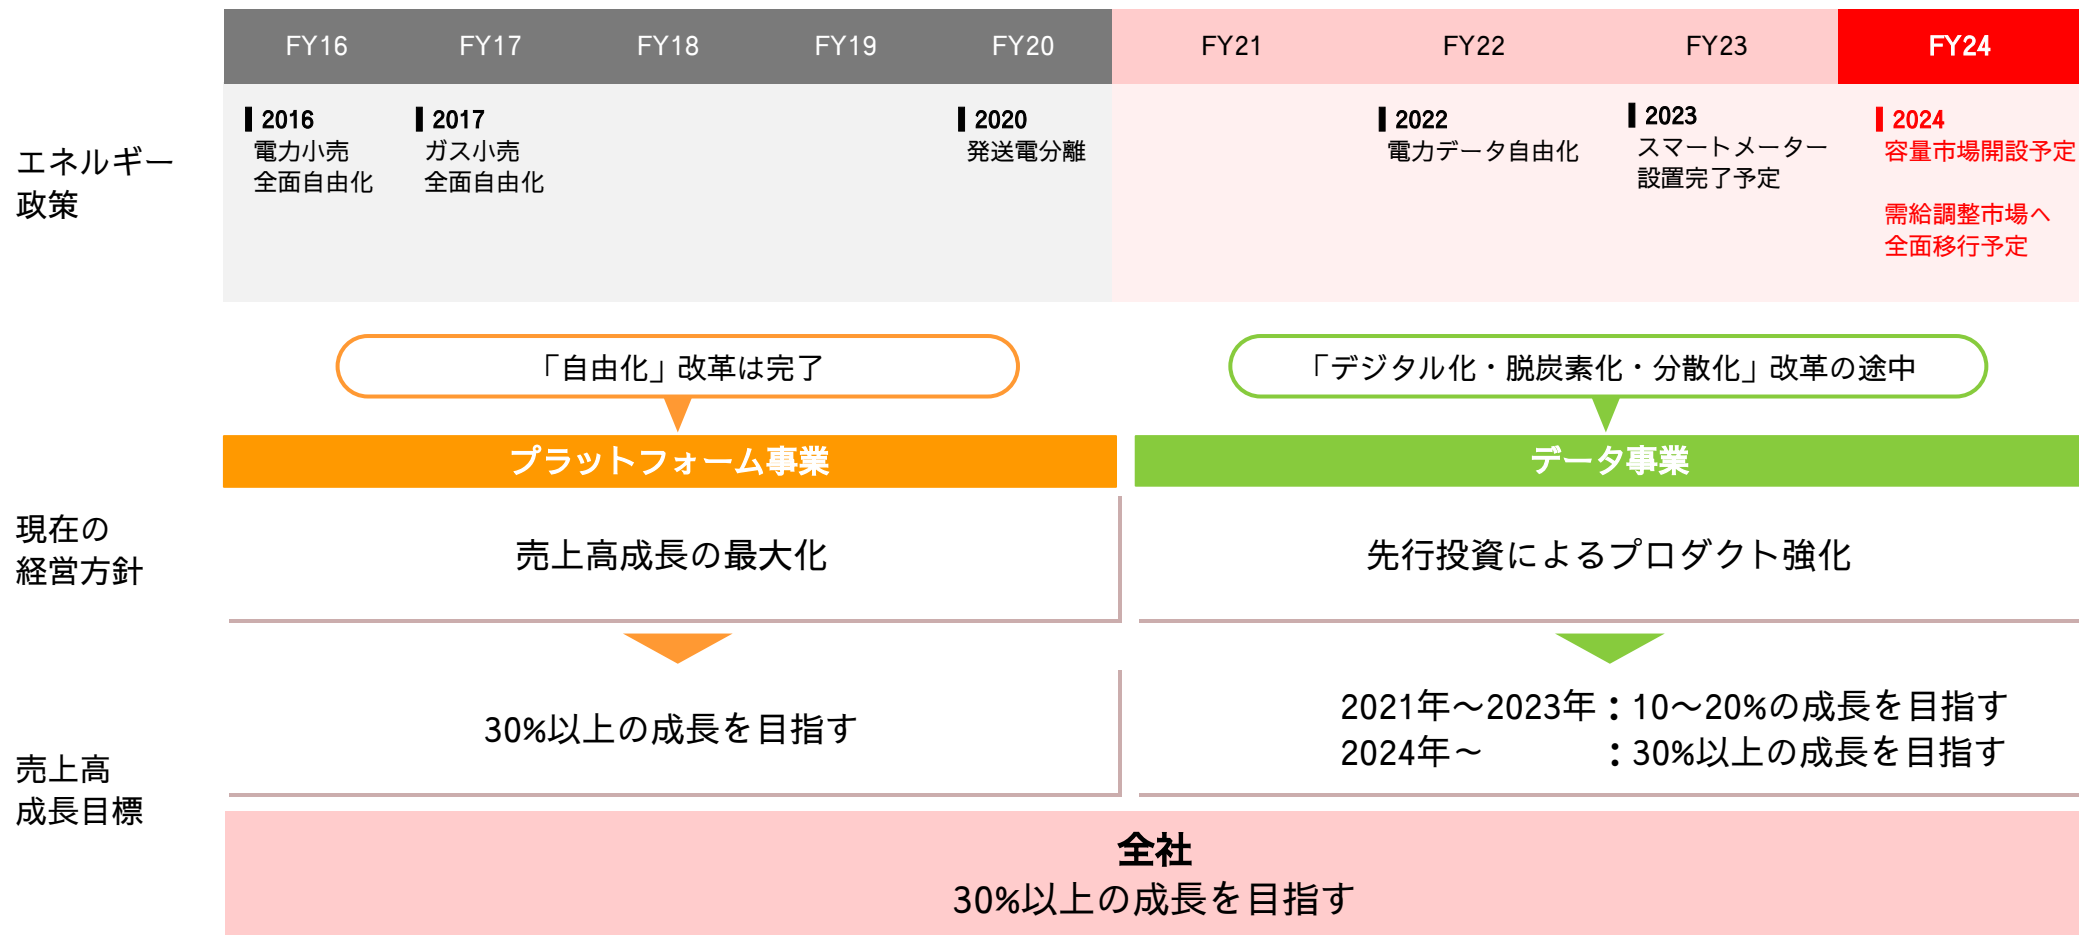 FY16 FY17 FY18 FY19 FY20 FY21 FY22 FY23 FY24
エネルギー
政策
2016
電力小売
全面自由化
2017
ガス小売
全面自由化
2020
発送電分離
2022
電力データ自由化
2023
スマートメーター
設置完了予定
2024
容量市場開設予定
需給調整市場へ
全面移行予定
「自由化」改革は完了
「デジタル化・脱炭素化・分散化」改革の途中
プラットフォーム事業
データ事業
現在の
経営方針
売上高成長の最大化
先行投資によるプロダクト強化
売上高
成長目標
30%以上の成長を目指す
2021年～2023年：10～20%の成長を目指す
2024年～：30%以上の成長を目指す
全社
30%以上の成長を目指す